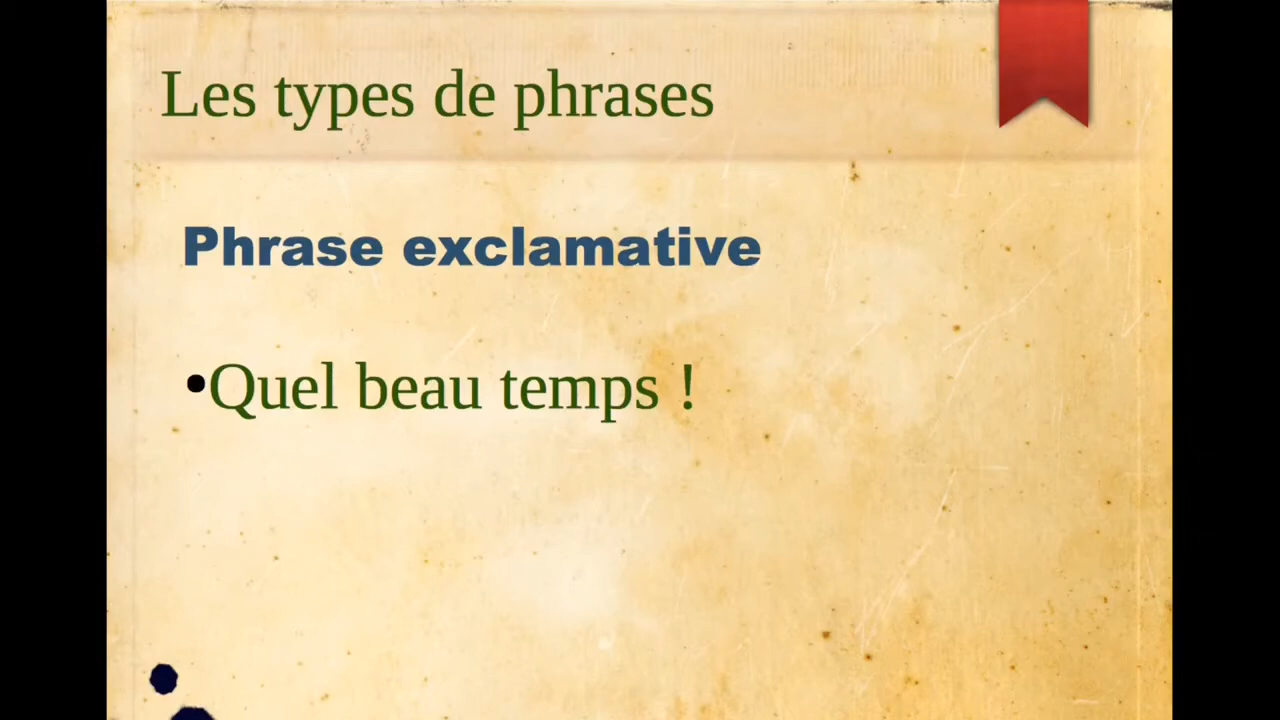 Les types de phrases
Phrase exclamative
•Quel beau temps !